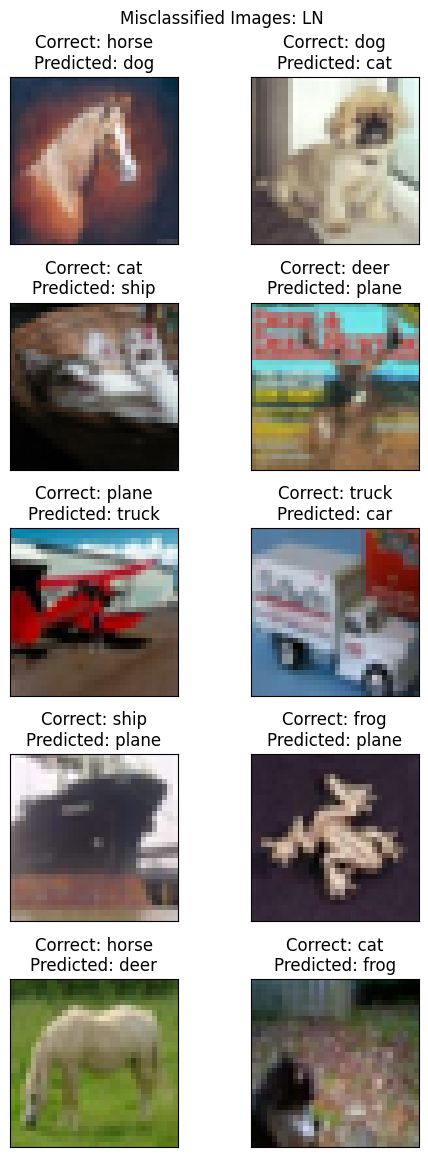 Misclassified Images: LN
Correct: horse
Predicted: dog
Correct: dog
Predicted: cat
Correct: cat
Predicted: ship
Correct: deer
Predicted: plane
Correct: plane
Predicted: truck
Correct: truck
Predicted: car
Correct: ship
Predicted: plane
Correct: frog
Predicted: plane
Correct: horse
Predicted: deer
Correct: cat
Predicted: frog